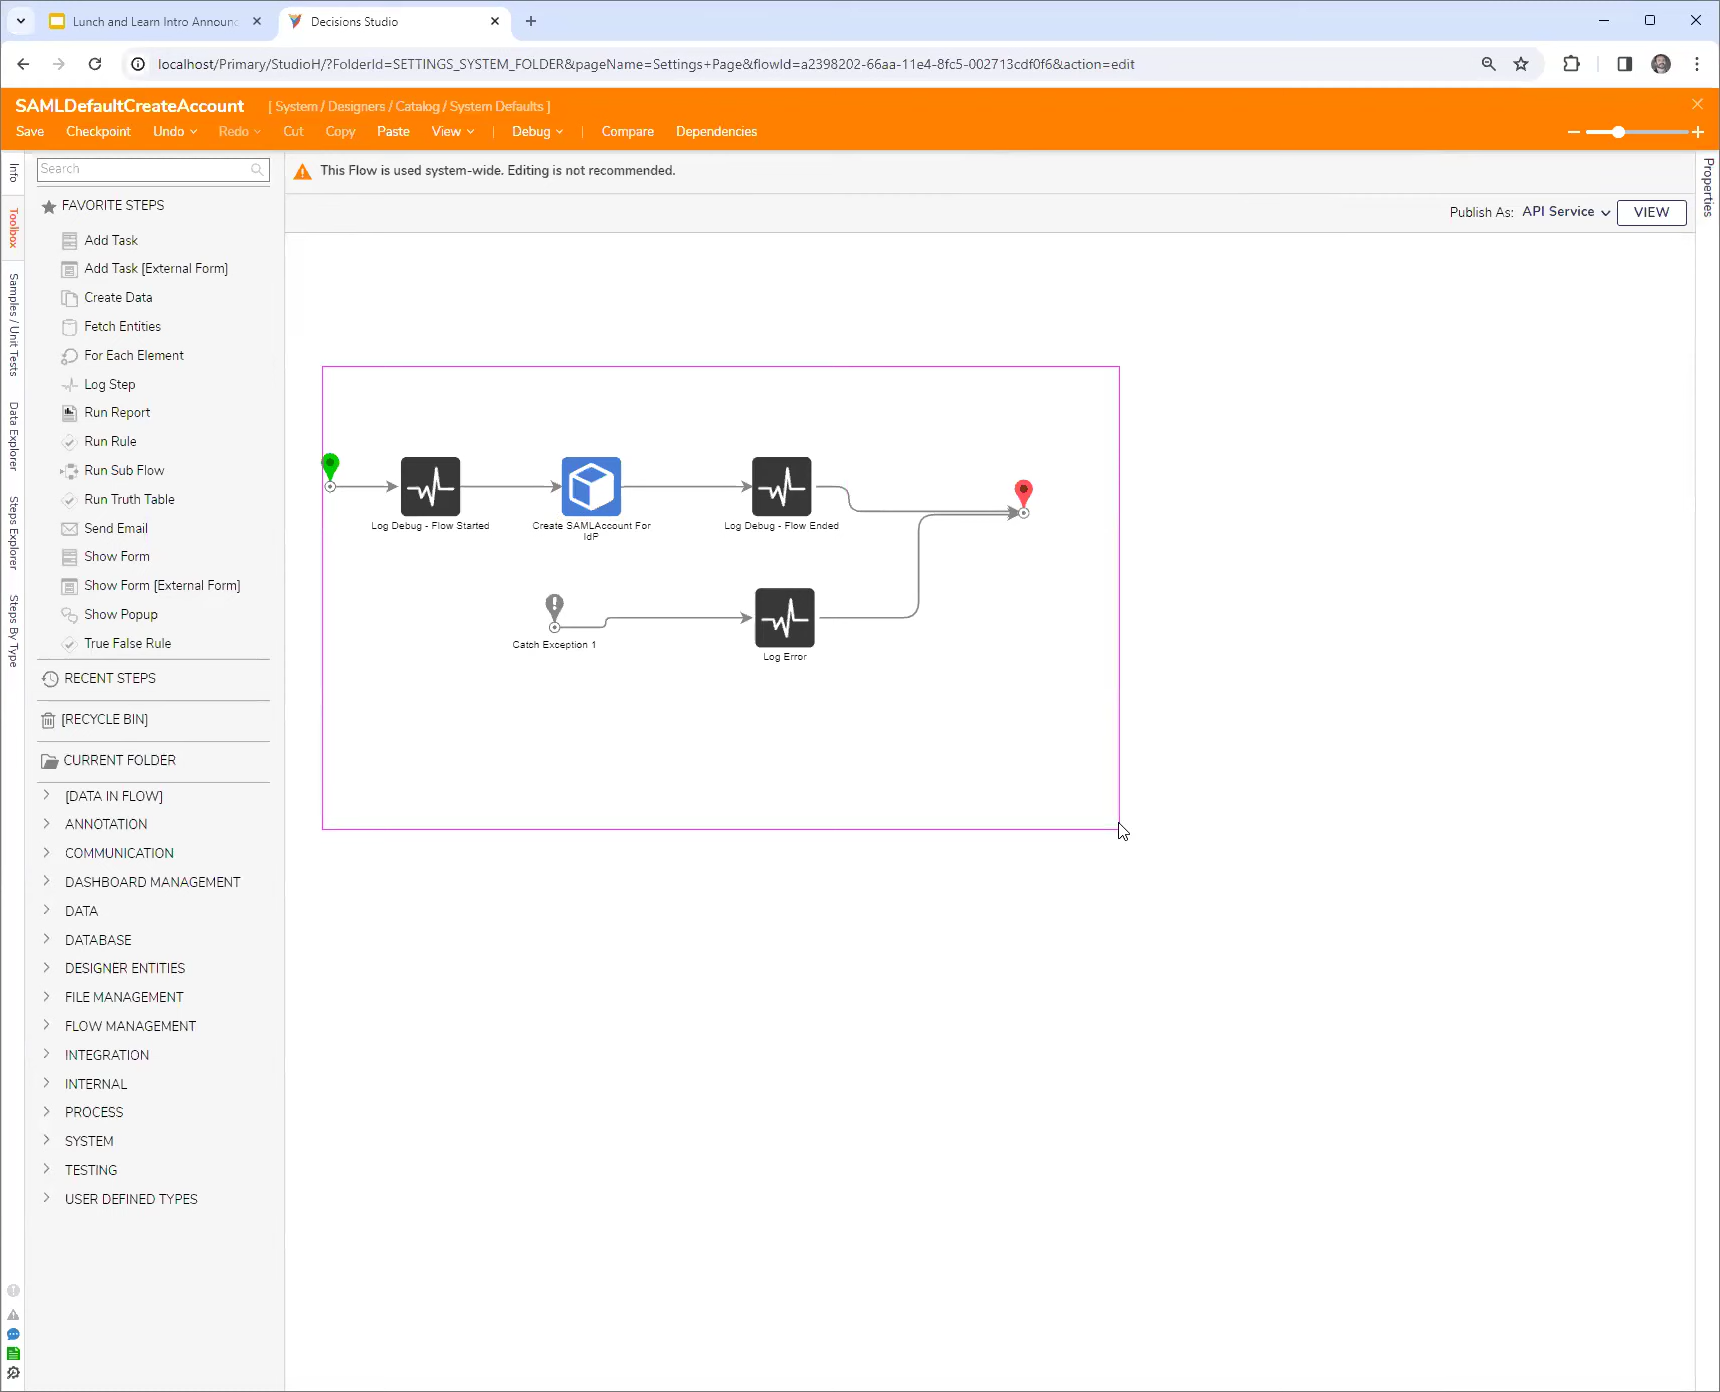 Lunch and Learn Intro Announc
Decisions Studio
localhost/Primary/StudioH/?FolderId=SETTINGS_SYSTEM_FOLDER&pageName=Settings+Page&flowId=a2398202-66aa-11e4-8fc5-002713cdf0f6&action=edit
SAMLDefaultCreateAccount [ System / Designers / Catalog / System Defaults ]
Save Checkpoint Undo Redo Cut Copy Paste View Debug Compare Dependencies
Info
Toolbox
Samples / Unit Tests
Data Explorer
Steps Explorer
Steps By Type
Search
FAVORITE STEPS
Add Task
Add Task [External Form]
Create Data
Fetch Entities
For Each Element
Log Step
Run Report
Run Rule
Run Sub Flow
Run Truth Table
Send Email
Show Form
Show Form [External Form]
Show Popup
True False Rule
RECENT STEPS
[RECYCLE BIN]
CURRENT FOLDER
[DATA IN FLOW]
ANNOTATION
COMMUNICATION
DASHBOARD MANAGEMENT
DATA
DATABASE
DESIGNER ENTITIES
FILE MANAGEMENT
FLOW MANAGEMENT
INTEGRATION
INTERNAL
PROCESS
SYSTEM
TESTING
USER DEFINED TYPES
This Flow is used system-wide. Editing is not recommended.
Publish As: API Service VIEW
Properties
Log Debug - Flow Started
Create SAMLAccount For
IdP
Log Debug - Flow Ended
Catch Exception 1
Log Error